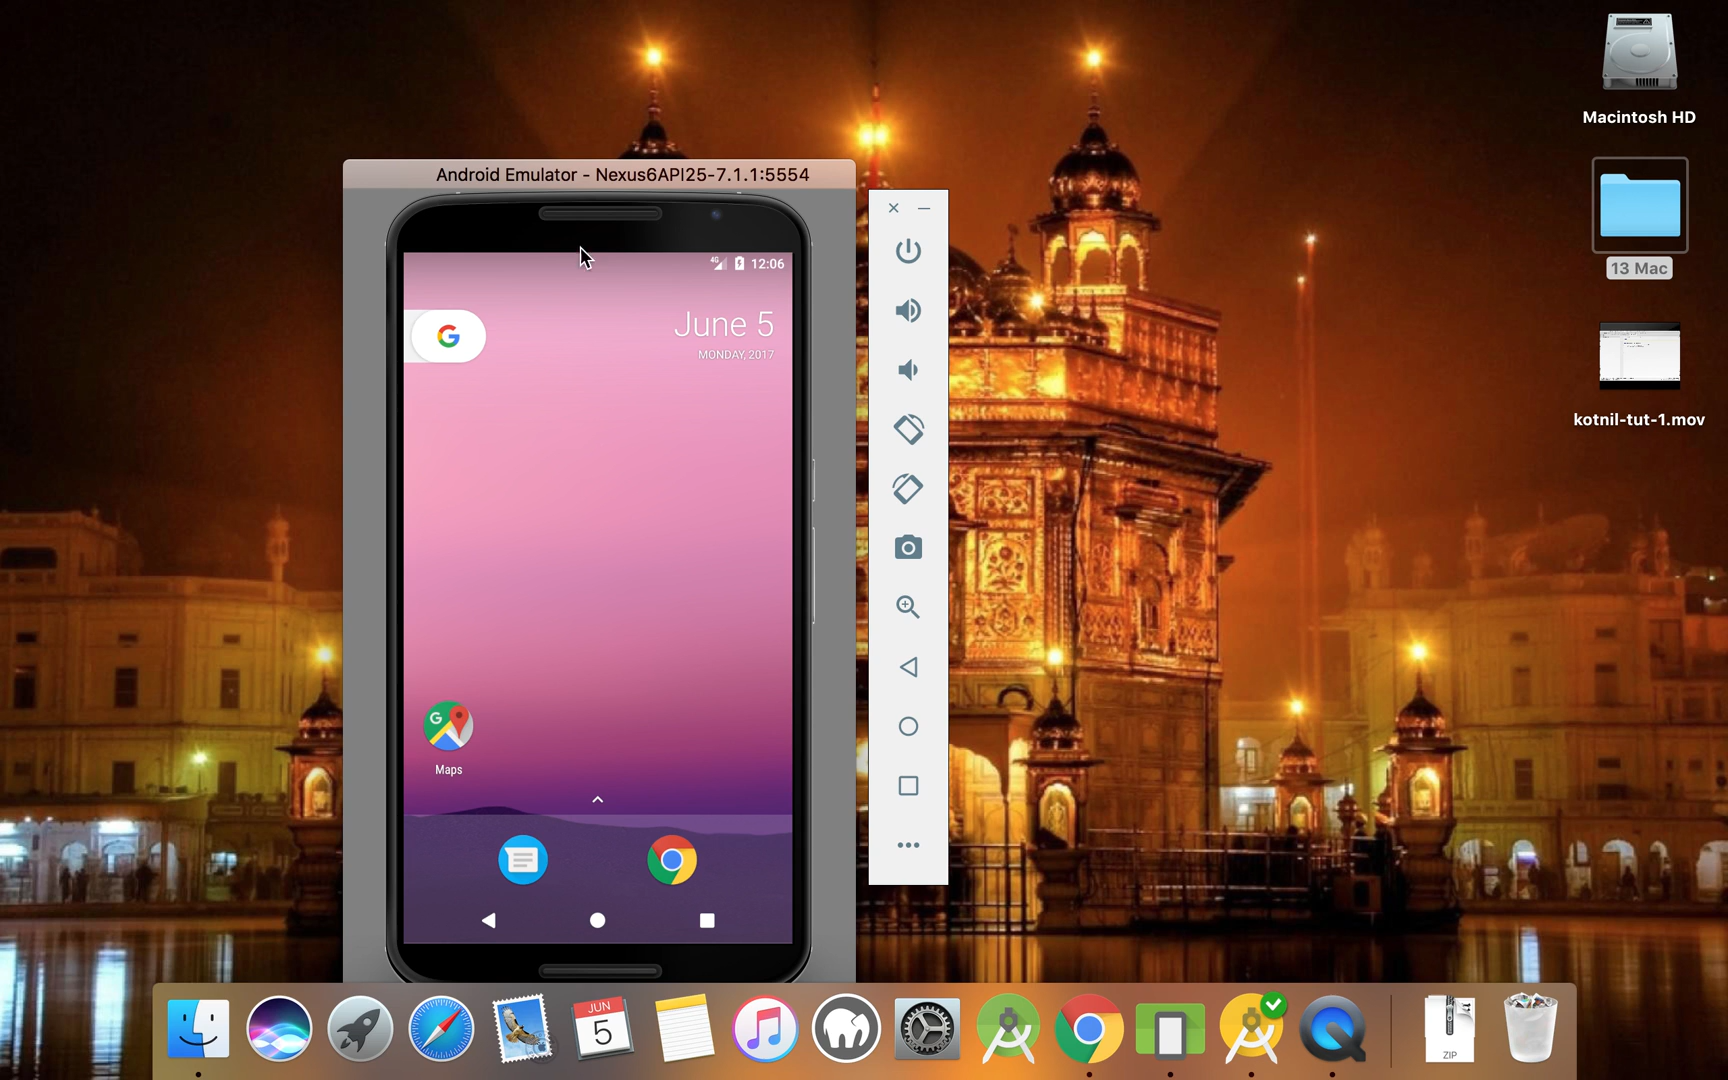 Macintosh HD
13 Mac
kotnil-tut-1.mov
Android Emulator - Nexus6API25-7.1.1:5554
4G
12:06
G
June 5
MONDAY, 2017
G
Maps
JUN
5
ZIP